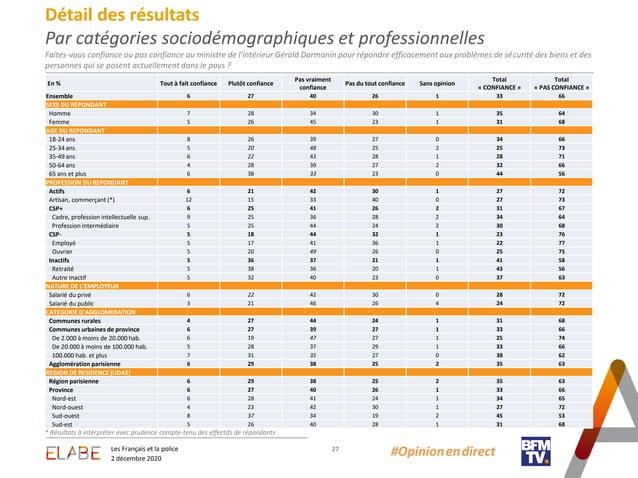 Détail des résultats
Par catégories sociodémographiques et professionnelles
Faites-vous confiance ou pas confiance au ministre de l'intérieur Gérald Darmanin pour répondre efficacement aux problèmes de sécurité des biens et des
personnes qui se posent actuellement dans le pays ?
En % Tout à fait confiance Plutôt confiance Pas vraiment confiance Pas du tout confiance Sans opinion Total « CONFIANCE » Total « PAS CONFIANCE »
Ensemble 6 27 40 26 1 33 66
SEXE DU REPONDANT
Homme 7 28 34 30 1 35 64
Femme 5 26 45 23 1 31 68
AGE DU REPONDANT
18-24 ans 8 26 39 27 0 34 66
25-34 ans 5 20 48 25 2 25 73
35-49 ans 6 22 43 28 1 28 71
50-64 ans 4 28 39 27 2 32 66
65 ans et plus 6 38 33 23 0 44 56
PROFESSION DU REPONDANT
Actifs 6 21 42 30 1 27 72
Artisan, commerçant (*) 12 15 33 40 0 27 73
CSP+ 6 25 41 26 2 31 67
Cadre, profession intellectuelle sup. 9 25 36 28 2 34 64
Profession intermédiaire 5 25 44 24 2 30 68
CSP- 5 18 44 32 1 23 76
Employé 5 17 41 36 1 22 77
Ouvrier 5 20 49 26 0 25 75
Inactifs 5 36 37 21 1 41 58
Retraité 5 38 36 20 1 43 56
Autre Inactif 5 32 40 23 0 37 63
NATURE DE L'EMPLOYEUR
Salarié du privé 6 22 42 30 0 28 72
Salarié du public 3 21 46 26 4 24 72
CATEGORIE D'AGGLOMERATION
Communes rurales 4 27 44 24 1 31 68
Communes urbaines de province 6 27 39 27 1 33 66
De 2.000 à moins de 20.000 hab. 6 19 47 27 1 25 74
De 20.000 à moins de 100.000 hab. 5 28 37 29 1 33 66
100.000 hab. et plus 7 31 35 27 0 38 62
Agglomération parisienne 6 29 38 25 2 35 63
REGION DE RESIDENCE (UDA5)
Région parisienne 6 29 38 25 2 35 63
Province 6 27 40 26 1 33 66
Nord-est 6 28 41 24 1 34 65
Nord-ouest 4 23 42 30 1 27 72
Sud-ouest 8 37 34 19 2 45 53
Sud-est 5 26 40 28 1 31 68
* Résultats à interpréter avec prudence compte-tenu des effectifs de répondants
ELABE
Les Français et la police
2 décembre 2020
27
#Opinionendirect
BFM
TV.